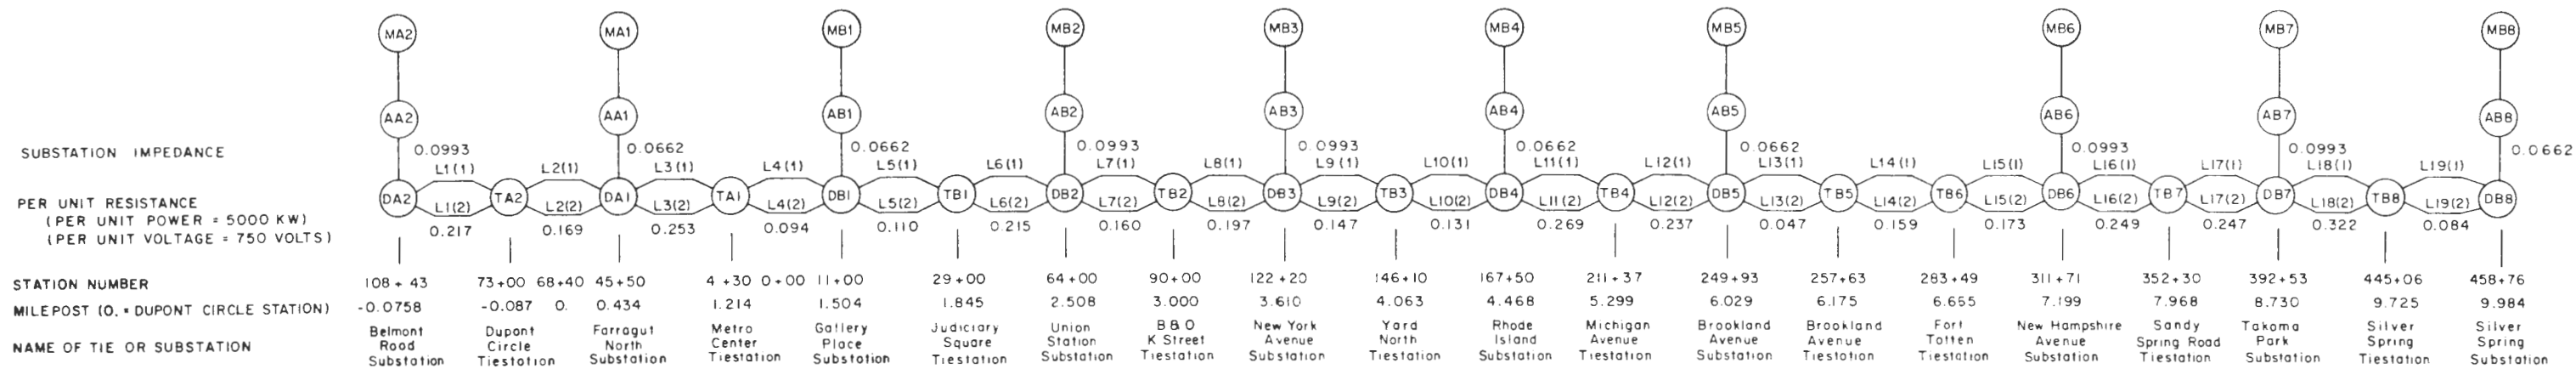 MA2 MA1 MB1 MB2 MB3 MB4 MB5 MB6 MB7 MB8
AA2 AA1 AB1 AB2 AB3 AB4 AB5 AB6 AB7 AB8
SUBSTATION IMPEDANCE 0.0993 0.0662 0.0662 0.0993 0.0993 0.0662 0.0662 0.0993 0.0993 0.0662
L1(1) L2(1) L3(1) L4(1) L5(1) L6(1) L7(1) L8(1) L9(1) L10(1) L11(1) L12(1) L13(1) L14(1) L15(1) L16(1) L17(1) L18(1) L19(1)
DA2 TA2 DA1 TA1 DB1 TB1 DB2 TB2 DB3 TB3 DB4 TB4 DB5 TB5 TB6 DB6 TB7 DB7 TB8 DB8
PER UNIT RESISTANCE L1(2) L2(2) L3(2) L4(2) L5(2) L6(2) L7(2) L8(2) L9(2) L10(2) L11(2) L12(2) L13(2) L14(2) L15(2) L16(2) L17(2) L18(2) L19(2)
(PER UNIT POWER = 5000 KW)
0.217 0.169 0.253 0.094 0.110 0.215 0.160 0.197 0.147 0.131 0.269 0.237 0.047 0.159 0.173 0.249 0.247 0.322 0.084
(PER UNIT VOLTAGE = 750 VOLTS)
STATION NUMBER 108+43 73+00 68+40 45+50 4+30 0+00 11+00 29+00 64+00 90+00 122+20 146+10 167+50 211+37 249+93 257+63 283+49 311+71 352+30 392+53 445+06 458+76
MILEPOST (0. = DUPONT CIRCLE STATION) -0.0758 -0.087 0. 0.434 1.214 1.504 1.845 2.508 3.000 3.610 4.063 4.468 5.299 6.029 6.175 6.665 7.199 7.968 8.730 9.725 9.984
NAME OF TIE OR SUBSTATION
Belmont
Road
Substation
Dupont
Circle
Tiestation
Farragut
North
Substation
Metro
Center
Tiestation
Gallery
Place
Substation
Judiciary
Square
Tiestation
Union
Station
Substation
B & O
K Street
Tiestation
New York
Avenue
Substation
Yard
North
Tiestation
Rhode
Island
Substation
Michigan
Avenue
Tiestation
Brookland
Avenue
Substation
Brookland
Avenue
Tiestation
Fort
Totten
Tiestation
New Hampshire
Avenue
Substation
Sandy
Spring Road
Tiestation
Takoma
Park
Substation
Silver
Spring
Tiestation
Silver
Spring
Substation